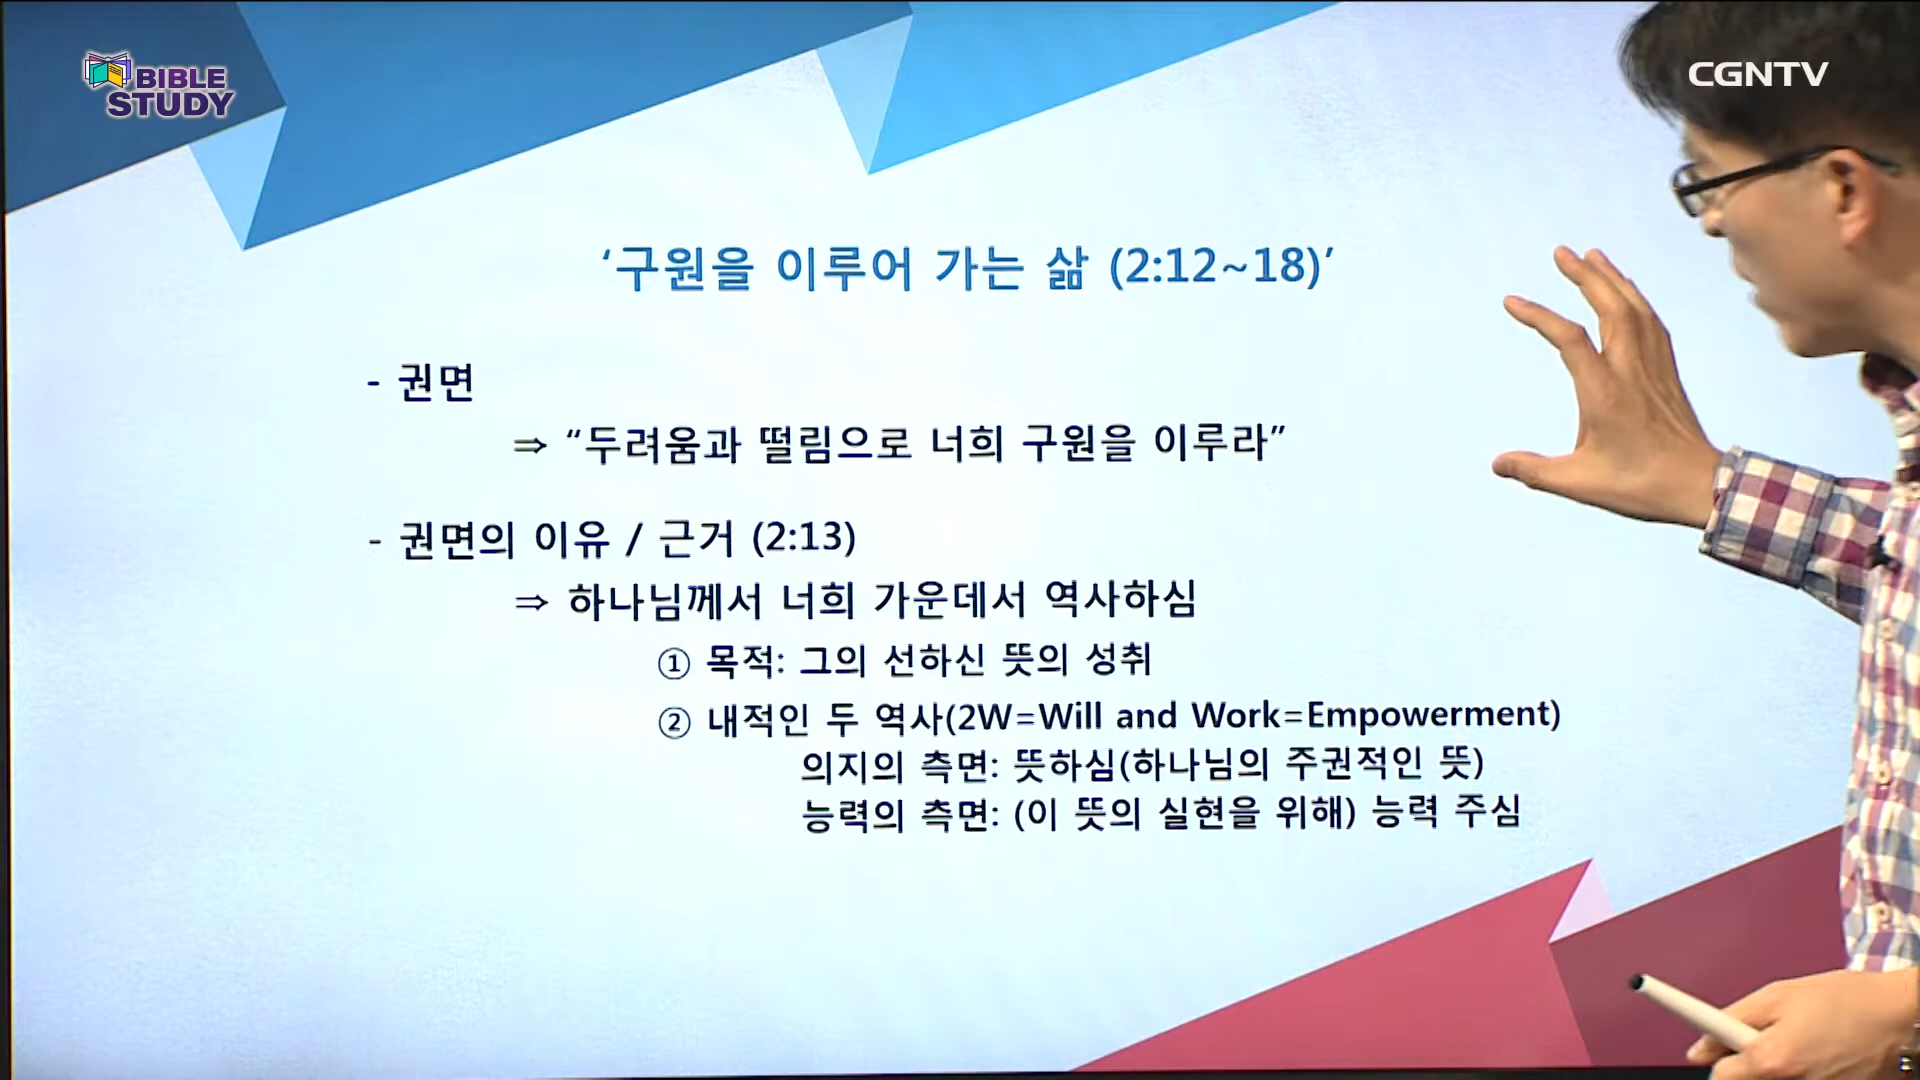 BIBLE
STUDY
CGNTV
‘구원을 이루어 가는 삶 (2:12~18)’
- 권면
⇒ “두려움과 떨림으로 너희 구원을 이루라”
- 권면의 이유 / 근거 (2:13)
⇒ 하나님께서 너희 가운데서 역사하심
① 목적: 그의 선하신 뜻의 성취
② 내적인 두 역사(2W=Will and Work=Empowerment)
의지의 측면: 뜻하심(하나님의 주권적인 뜻)
능력의 측면: (이 뜻의 실현을 위해) 능력 주심